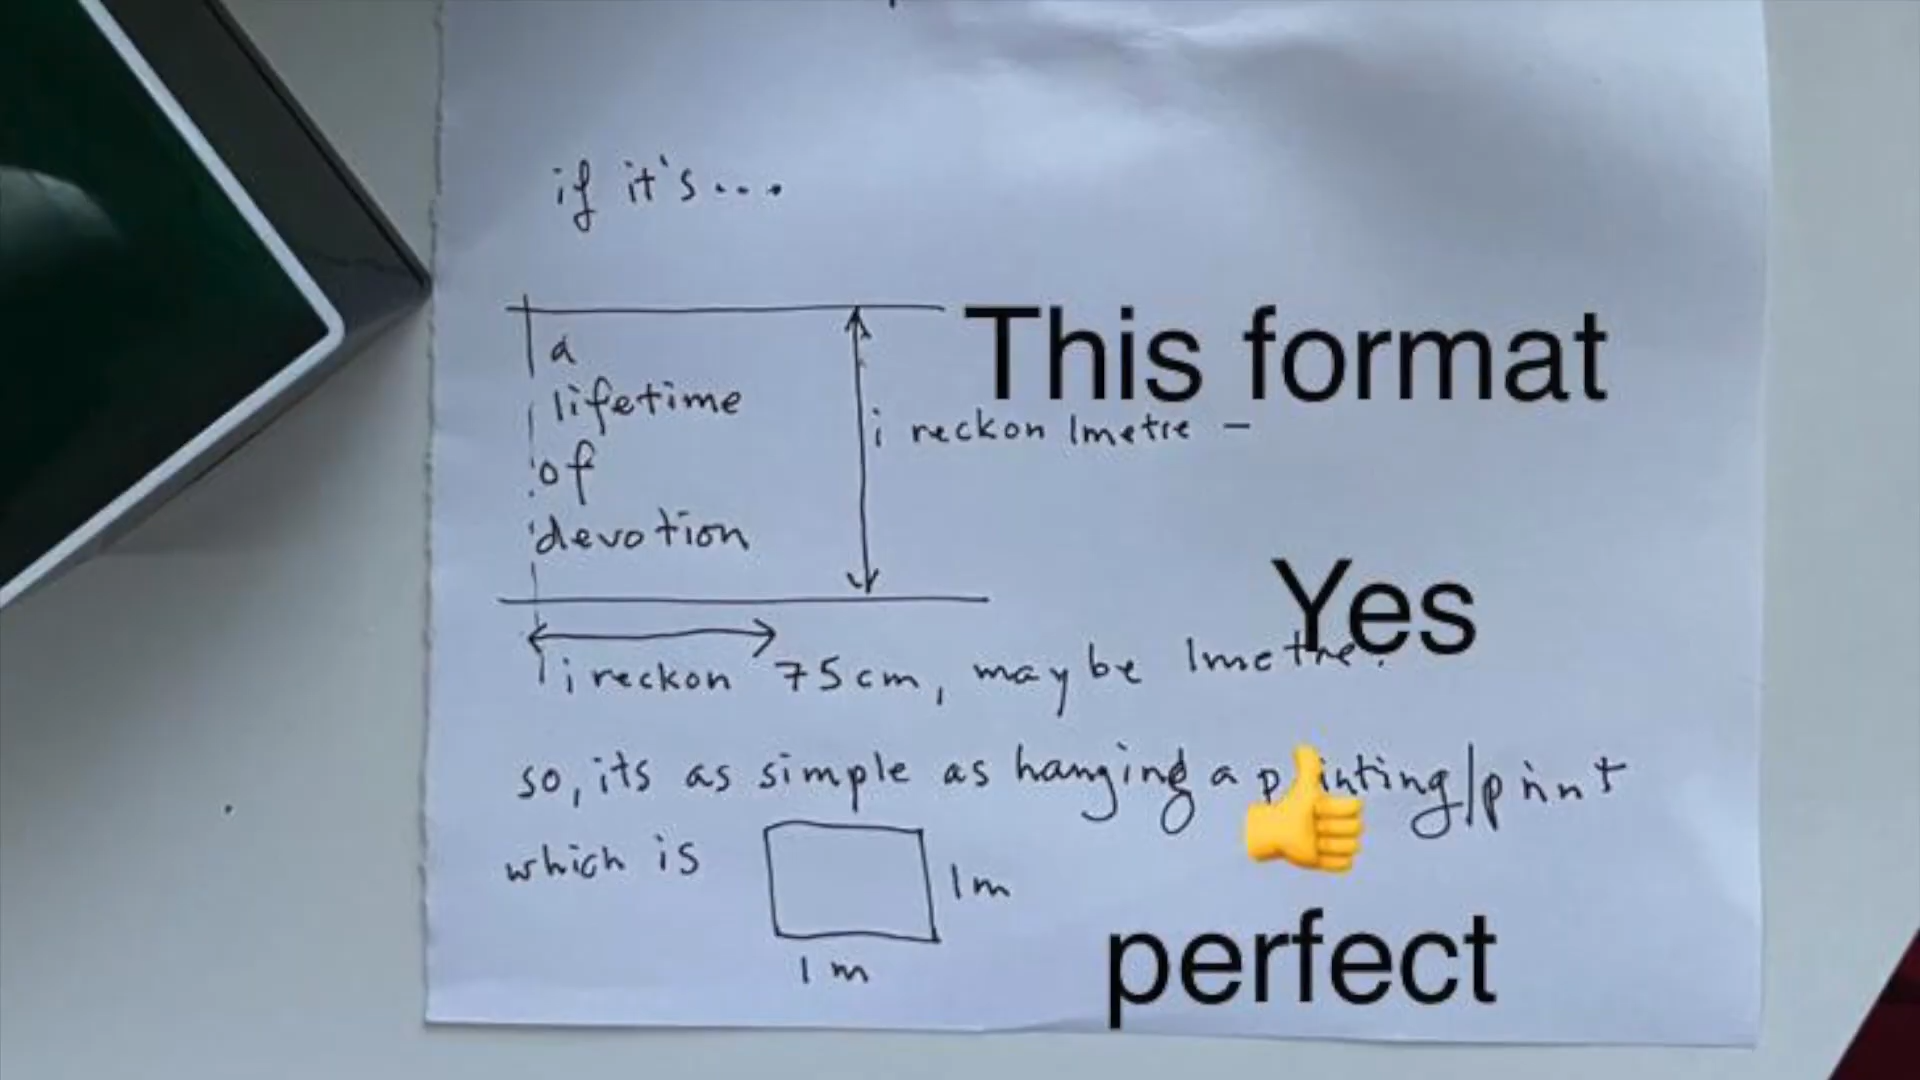 if it's...
This format
a
lifetime
of
devotion
i reckon 1metre –
Yes
i reckon 75cm, maybe 1metre.
so, its as simple as hanging a painting/print
which is
1m
1m
perfect